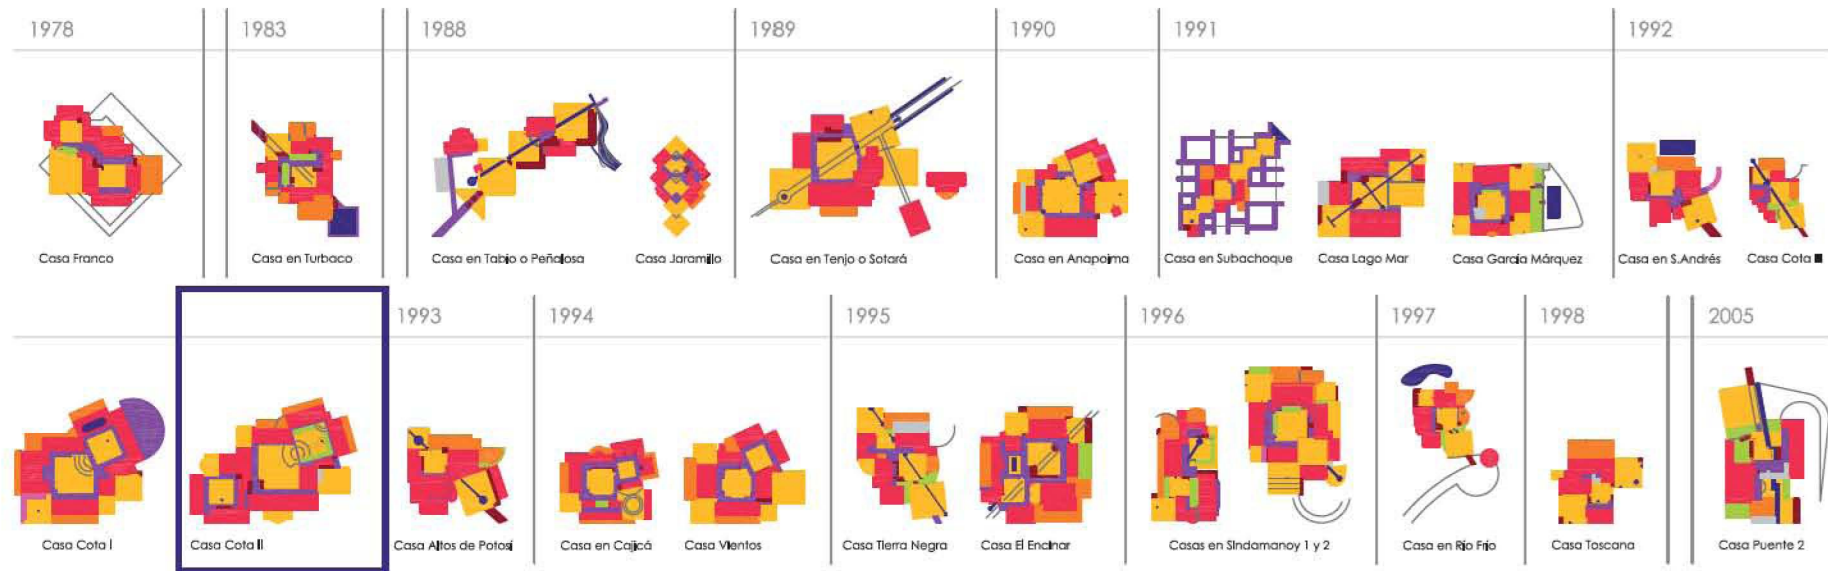 1978 1983 1988 1989 1990 1991 1992
Casa Franco Casa en Turbaco Casa en Tabio o Peñalosa Casa Jaramillo Casa en Tenjo o Sotará Casa en Anapoima Casa en Subachoque Casa Lago Mar Casa García Márquez Casa en S.Andrés Casa Cota III
1993 1994 1995 1996 1997 1998 2005
Casa Cota I Casa Cota II Casa Altos de Potosí Casa en Cajicá Casa Vientos Casa Tierra Negra Casa El Encinar Casas en Sindamanoy 1 y 2 Casa en Río Frío Casa Toscana Casa Puente 2